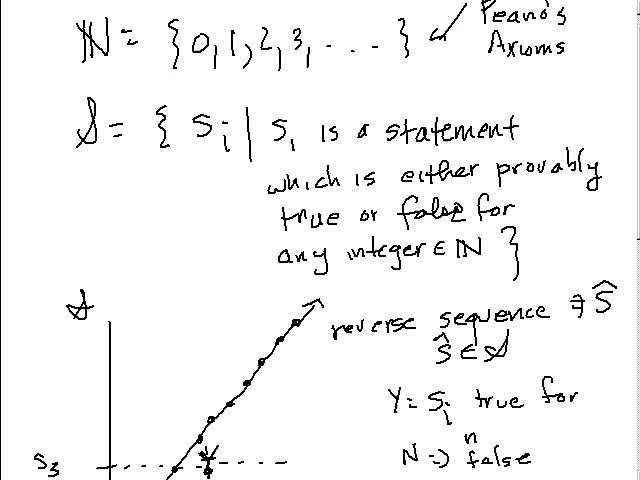 ℕ = { 0, 1, 2, 3, . . . }
Peano's
Axioms
𝒮 = { S_i | S_i is a statement
which is either provably
true or false for
any integer ∈ ℕ }
𝒮
reverse sequence ∃ Ŝ
Ŝ ∈ 𝒮
Y = S_i true for
n
N => false
S_3